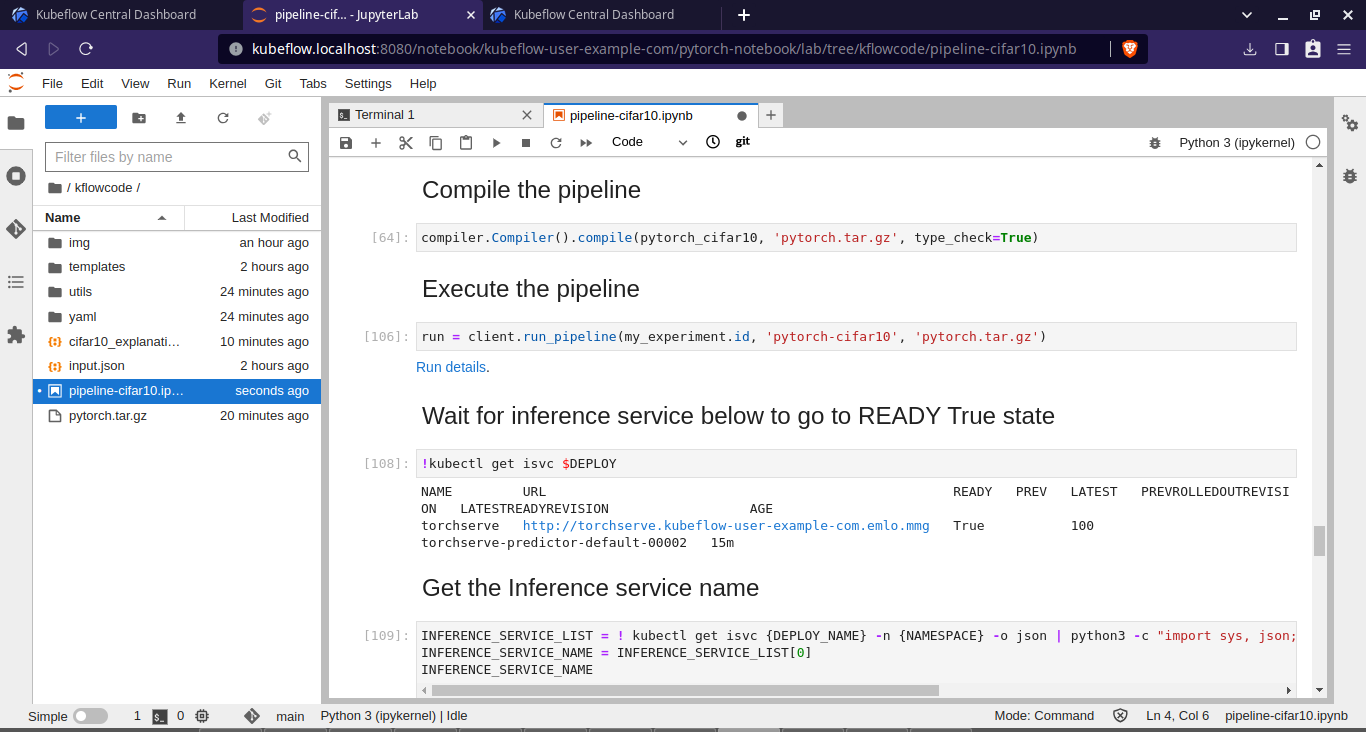 Kubeflow Central Dashboard
pipeline-cif... - JupyterLab
Kubeflow Central Dashboard
kubeflow.localhost:8080/notebook/kubeflow-user-example-com/pytorch-notebook/lab/tree/kflowcode/pipeline-cifar10.ipynb
File Edit View Run Kernel Git Tabs Settings Help
Filter files by name
/ kflowcode /
Name Last Modified
img an hour ago
templates 2 hours ago
utils 24 minutes ago
yaml 24 minutes ago
cifar10_explanati... 10 minutes ago
input.json 2 hours ago
pipeline-cifar10.ip... seconds ago
pytorch.tar.gz 20 minutes ago
Terminal 1
pipeline-cifar10.ipynb
Code git Python 3 (ipykernel)
Compile the pipeline
[64]: compiler.Compiler().compile(pytorch_cifar10, 'pytorch.tar.gz', type_check=True)
Execute the pipeline
[106]: run = client.run_pipeline(my_experiment.id, 'pytorch-cifar10', 'pytorch.tar.gz')
Run details.
Wait for inference service below to go to READY True state
[108]: !kubectl get isvc $DEPLOY
NAME URL READY PREV LATEST PREVROLLEDOUTREVISI
ON LATESTREADYREVISION AGE
torchserve http://torchserve.kubeflow-user-example-com.emlo.mmg True 100
torchserve-predictor-default-00002 15m
Get the Inference service name
[109]: INFERENCE_SERVICE_LIST = ! kubectl get isvc {DEPLOY_NAME} -n {NAMESPACE} -o json | python3 -c "import sys, json;
INFERENCE_SERVICE_NAME = INFERENCE_SERVICE_LIST[0]
INFERENCE_SERVICE_NAME
Simple 1 0 main Python 3 (ipykernel) | Idle Mode: Command Ln 4, Col 6 pipeline-cifar10.ipynb